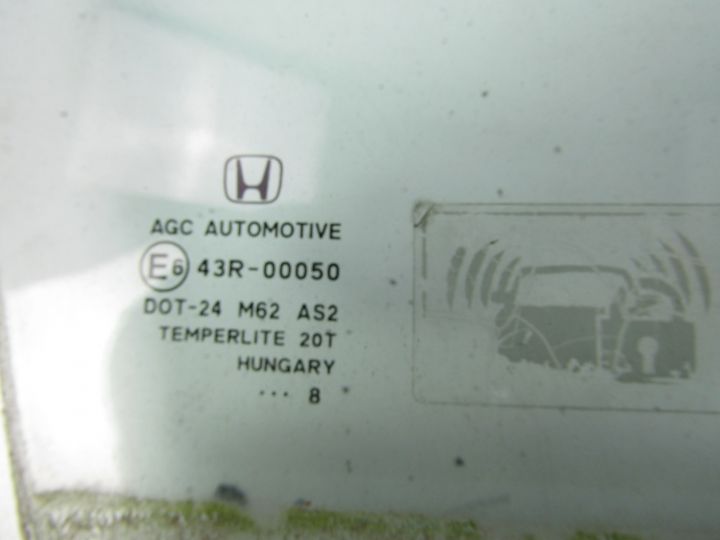 AGC AUTOMOTIVE
E6 43R-00050
DOT-24 M62 AS2
TEMPERLITE 20T
HUNGARY
··· 8